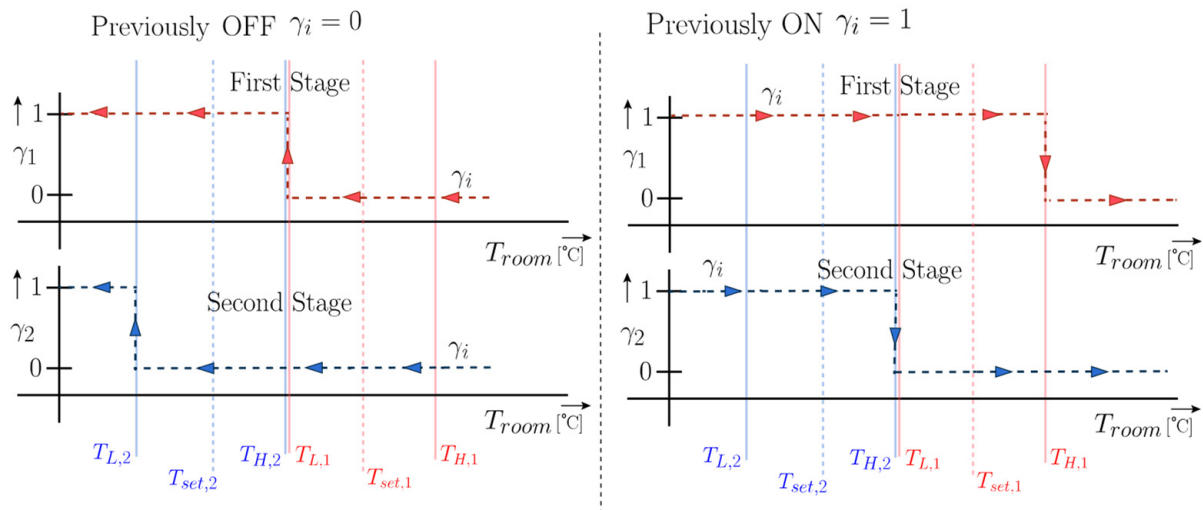 Previously OFF γi = 0
First Stage
1
γ1
0
γi
Troom [°C]
1
Second Stage
γ2
0
γi
Troom [°C]
TL,2
TH,2
TL,1
TH,1
Tset,2
Tset,1
Previously ON γi = 1
First Stage
γi
1
γ1
0
Troom [°C]
Second Stage
γi
1
γ2
0
Troom [°C]
TL,2
TH,2
TL,1
TH,1
Tset,2
Tset,1